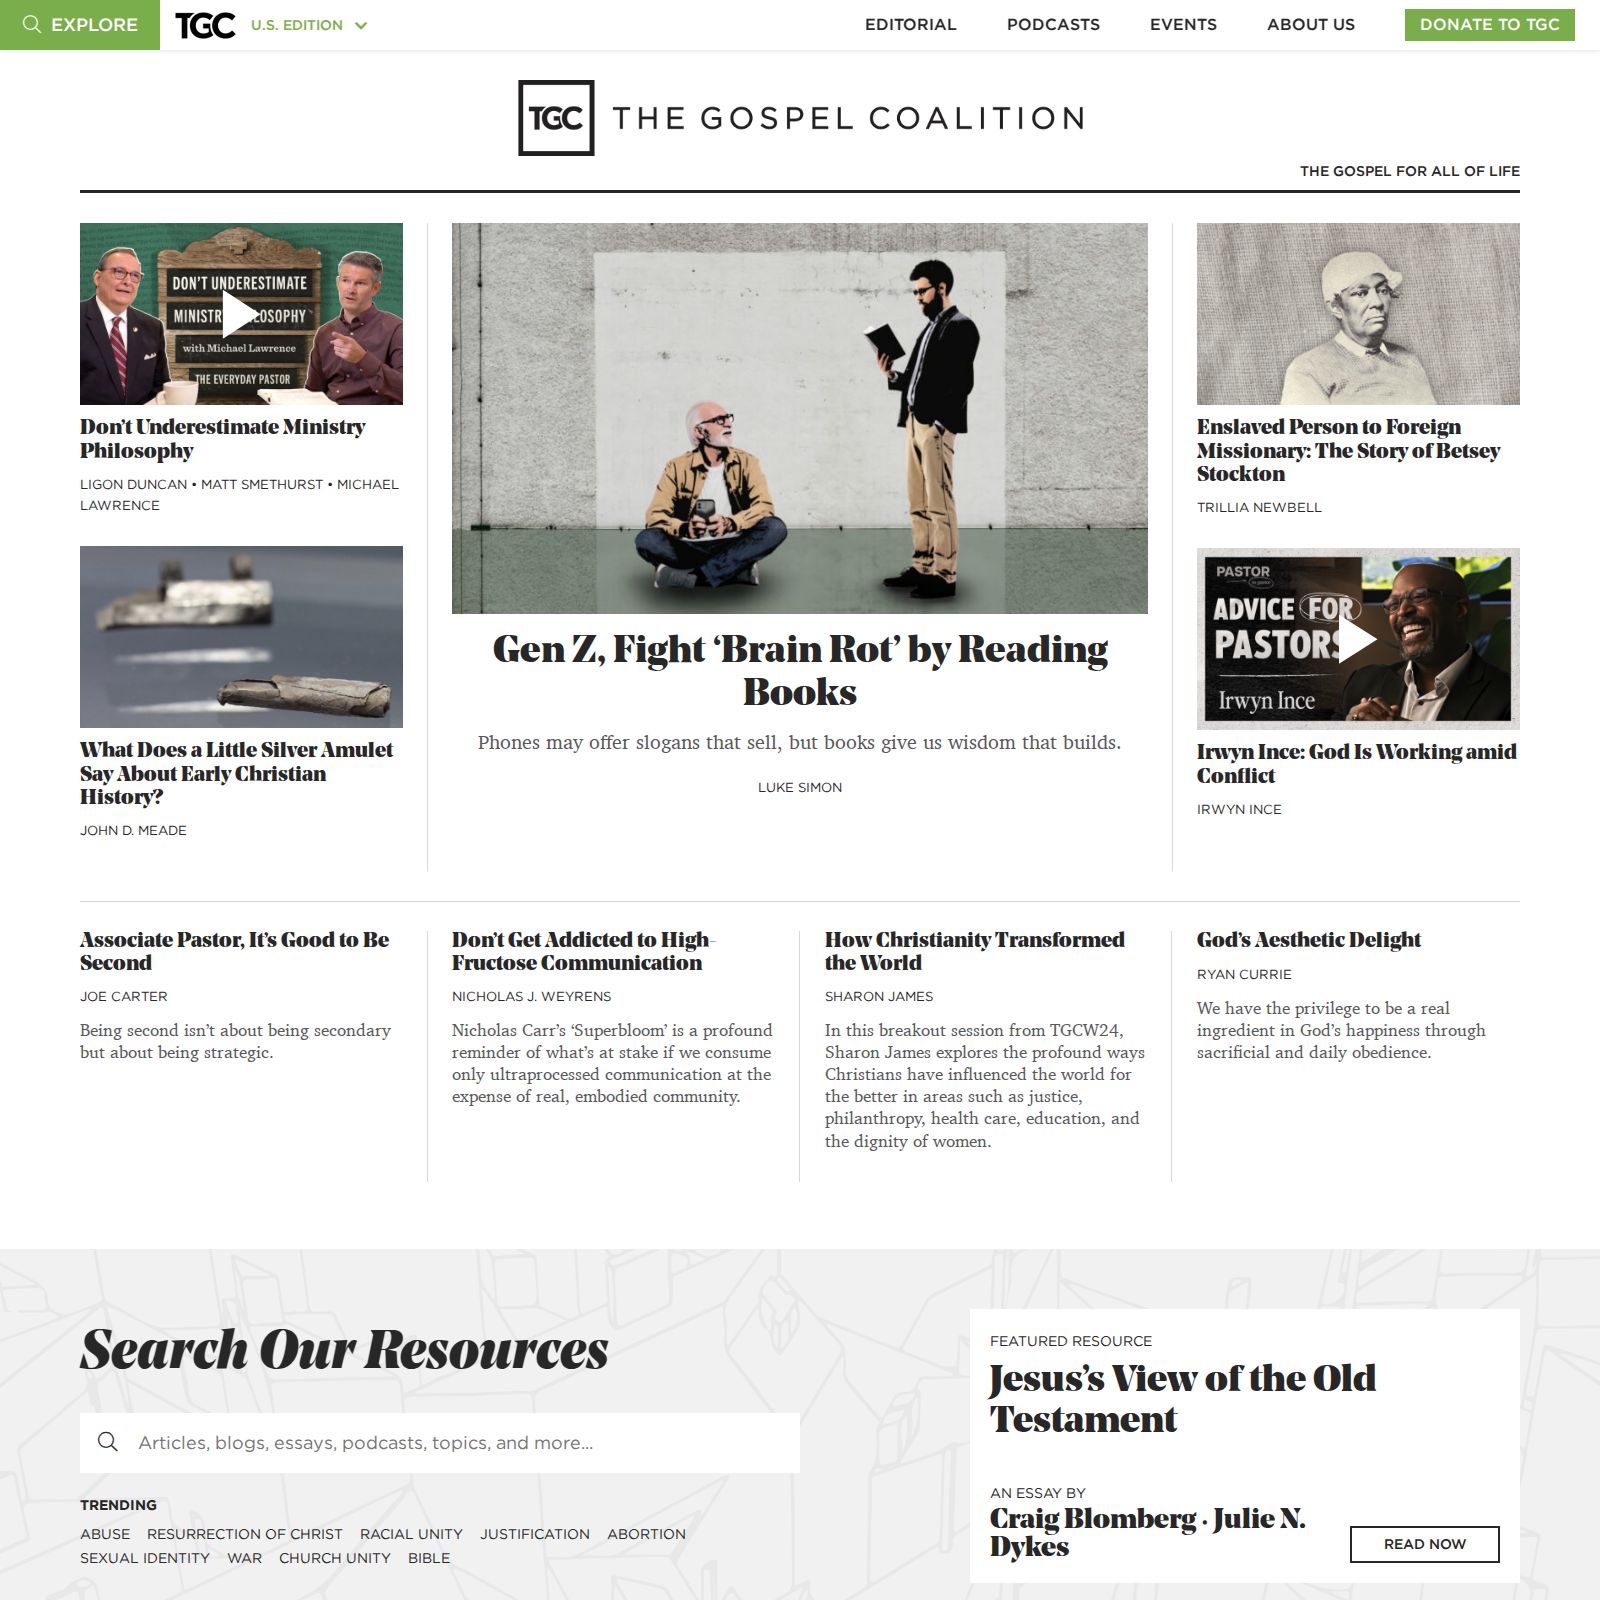 EXPLORE
TGC
U.S. EDITION
EDITORIAL
PODCASTS
EVENTS
ABOUT US
DONATE TO TGC
TGC THE GOSPEL COALITION
THE GOSPEL FOR ALL OF LIFE
DON'T UNDERESTIMATE
with Michael Lawrence
THE EVERYDAY PASTOR
Don’t Underestimate Ministry
Philosophy
LIGON DUNCAN • MATT SMETHURST • MICHAEL
LAWRENCE
What Does a Little Silver Amulet
Say About Early Christian
History?
JOHN D. MEADE
Gen Z, Fight ‘Brain Rot’ by Reading
Books
Phones may offer slogans that sell, but books give us wisdom that builds.
LUKE SIMON
Enslaved Person to Foreign
Missionary: The Story of Betsey
Stockton
TRILLIA NEWBELL
PASTOR
ADVICE FOR
PASTORS
Irwyn Ince
Irwyn Ince: God Is Working amid
Conflict
IRWYN INCE
Associate Pastor, It’s Good to Be
Second
JOE CARTER
Being second isn’t about being secondary
but about being strategic.
Don’t Get Addicted to High-
Fructose Communication
NICHOLAS J. WEYRENS
Nicholas Carr’s ‘Superbloom’ is a profound
reminder of what’s at stake if we consume
only ultraprocessed communication at the
expense of real, embodied community.
How Christianity Transformed
the World
SHARON JAMES
In this breakout session from TGCW24,
Sharon James explores the profound ways
Christians have influenced the world for
the better in areas such as justice,
philanthropy, health care, education, and
the dignity of women.
God’s Aesthetic Delight
RYAN CURRIE
We have the privilege to be a real
ingredient in God’s happiness through
sacrificial and daily obedience.
Search Our Resources
Articles, blogs, essays, podcasts, topics, and more...
TRENDING
ABUSE RESURRECTION OF CHRIST RACIAL UNITY JUSTIFICATION ABORTION
SEXUAL IDENTITY WAR CHURCH UNITY BIBLE
FEATURED RESOURCE
Jesus’s View of the Old
Testament
AN ESSAY BY
Craig Blomberg · Julie N.
Dykes
READ NOW